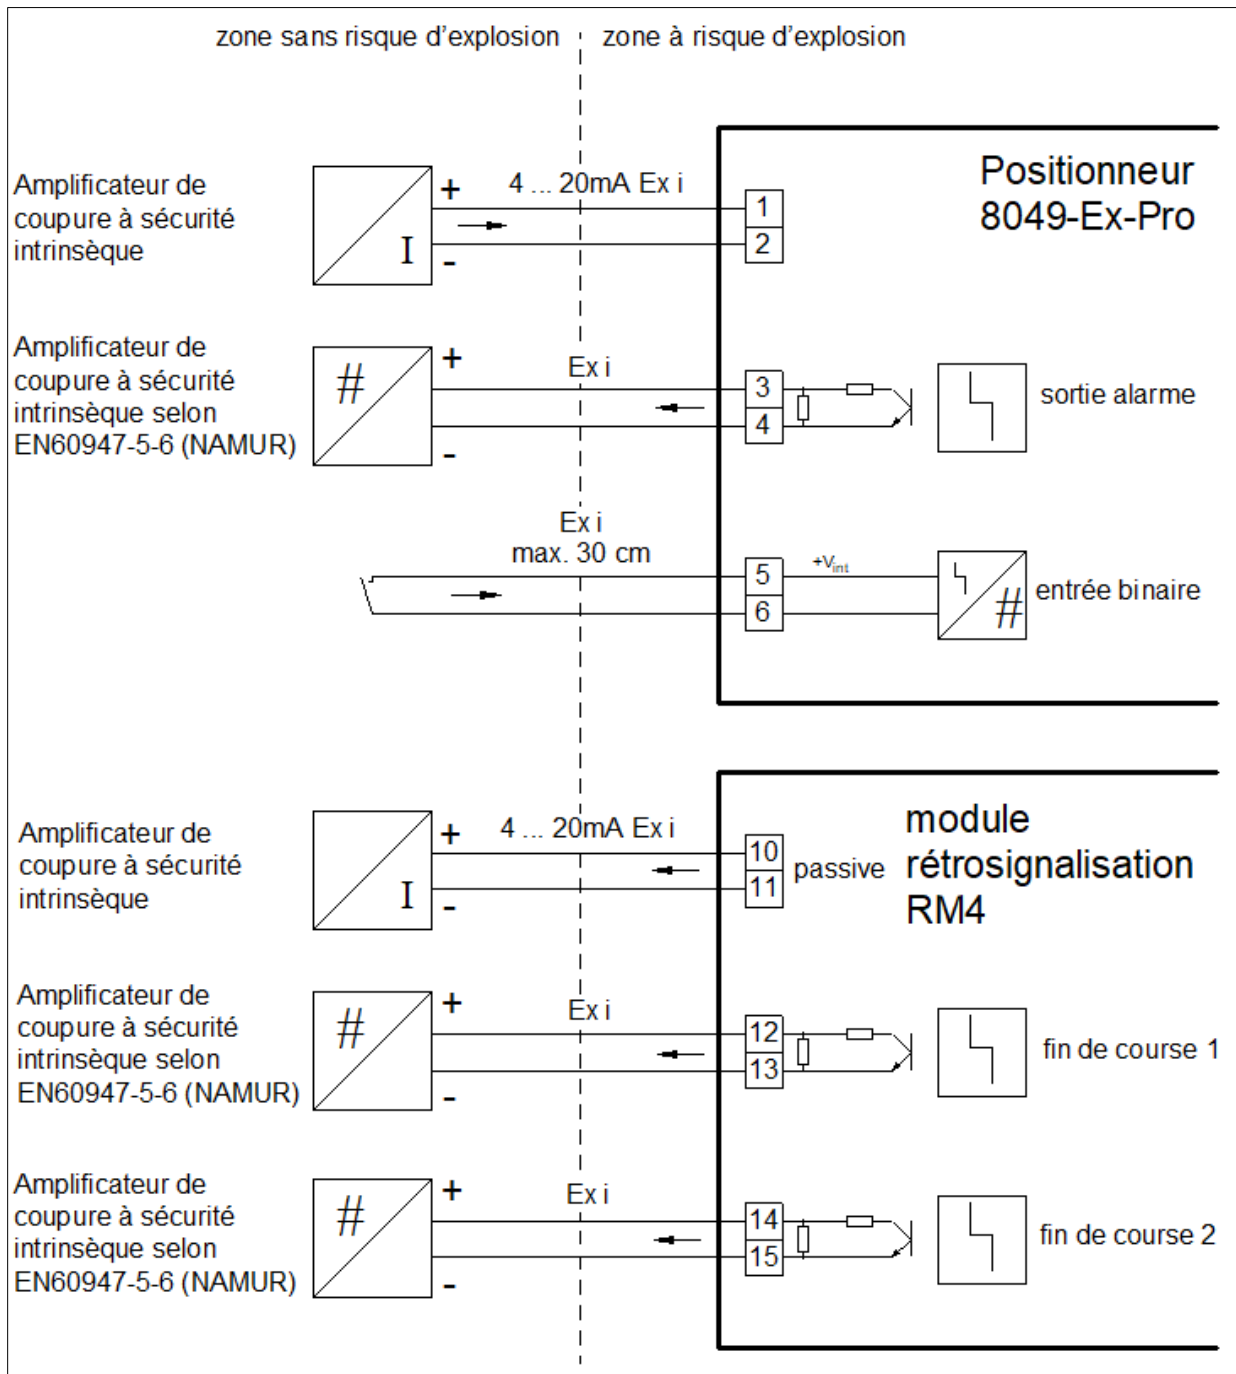 zone sans risque d'explosion
zone à risque d'explosion
Positionneur
8049-Ex-Pro
Amplificateur de
coupure à sécurité
intrinsèque
I
+
-
4 ... 20mA Ex i
1
2
Amplificateur de
coupure à sécurité
intrinsèque selon
EN60947-5-6 (NAMUR)
#
+
-
Ex i
3
4
sortie alarme
Ex i
max. 30 cm
5
6
+Vint
#
entrée binaire
module
rétrosignalisation
RM4
Amplificateur de
coupure à sécurité
intrinsèque
I
+
-
4 ... 20mA Ex i
10
11
passive
Amplificateur de
coupure à sécurité
intrinsèque selon
EN60947-5-6 (NAMUR)
#
+
-
Ex i
12
13
fin de course 1
Amplificateur de
coupure à sécurité
intrinsèque selon
EN60947-5-6 (NAMUR)
#
+
-
Ex i
14
15
fin de course 2